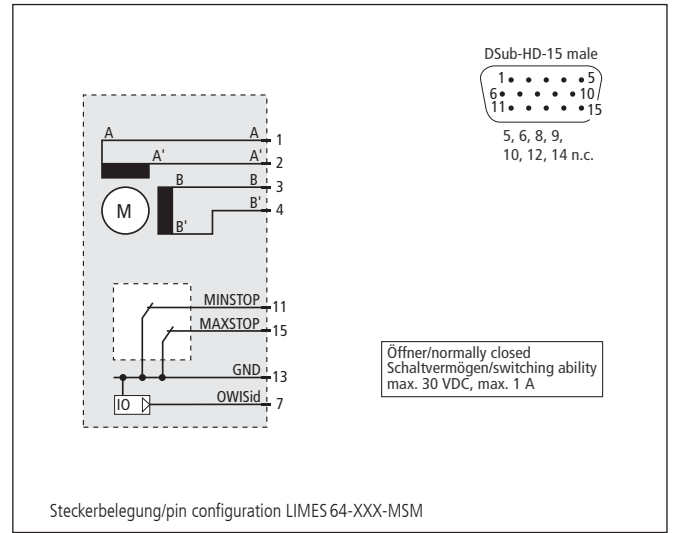 DSub-HD-15 male
1 5
6 10
11 15
5, 6, 8, 9,
10, 12, 14 n.c.
A A 1
A' A' 2
B B 3
B' 4
M
B'
MINSTOP 11
MAXSTOP 15
GND 13
IO OWISid 7
Öffner/normally closed
Schaltvermögen/switching ability
max. 30 VDC, max. 1 A
Steckerbelegung/pin configuration LIMES 64-XXX-MSM